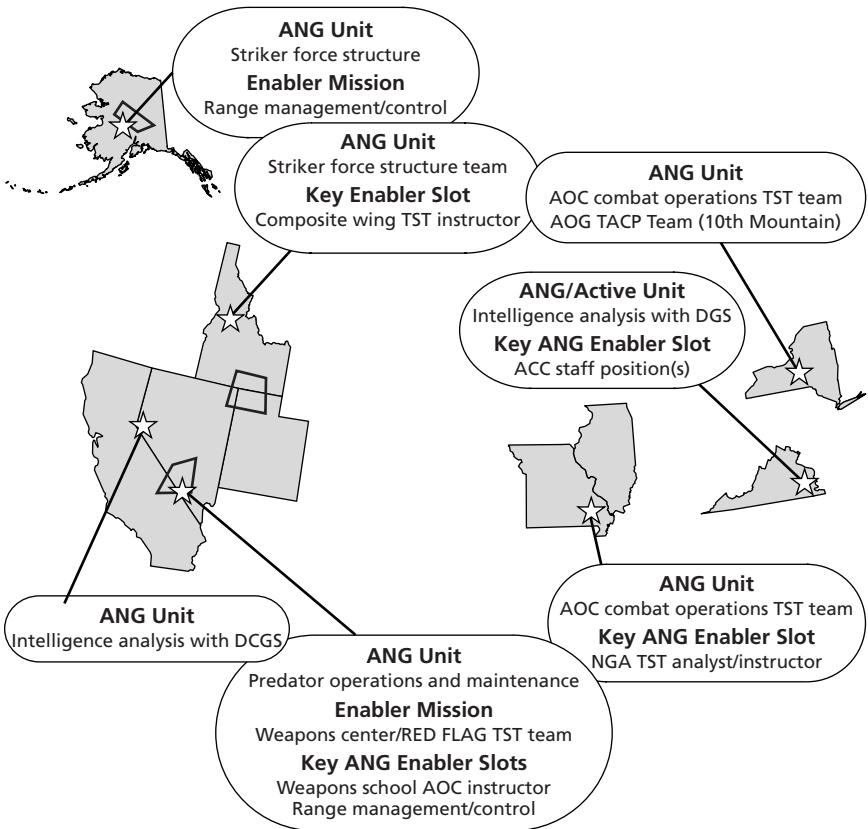 ANG Unit
Striker force structure
Enabler Mission
Range management/control
ANG Unit
Striker force structure team
Key Enabler Slot
Composite wing TST instructor
ANG Unit
AOC combat operations TST team
AOG TACP Team (10th Mountain)
ANG/Active Unit
Intelligence analysis with DGS
Key ANG Enabler Slot
ACC staff position(s)
ANG Unit
Intelligence analysis with DCGS
ANG Unit
Predator operations and maintenance
Enabler Mission
Weapons center/RED FLAG TST team
Key ANG Enabler Slots
Weapons school AOC instructor
Range management/control
ANG Unit
AOC combat operations TST team
Key ANG Enabler Slot
NGA TST analyst/instructor